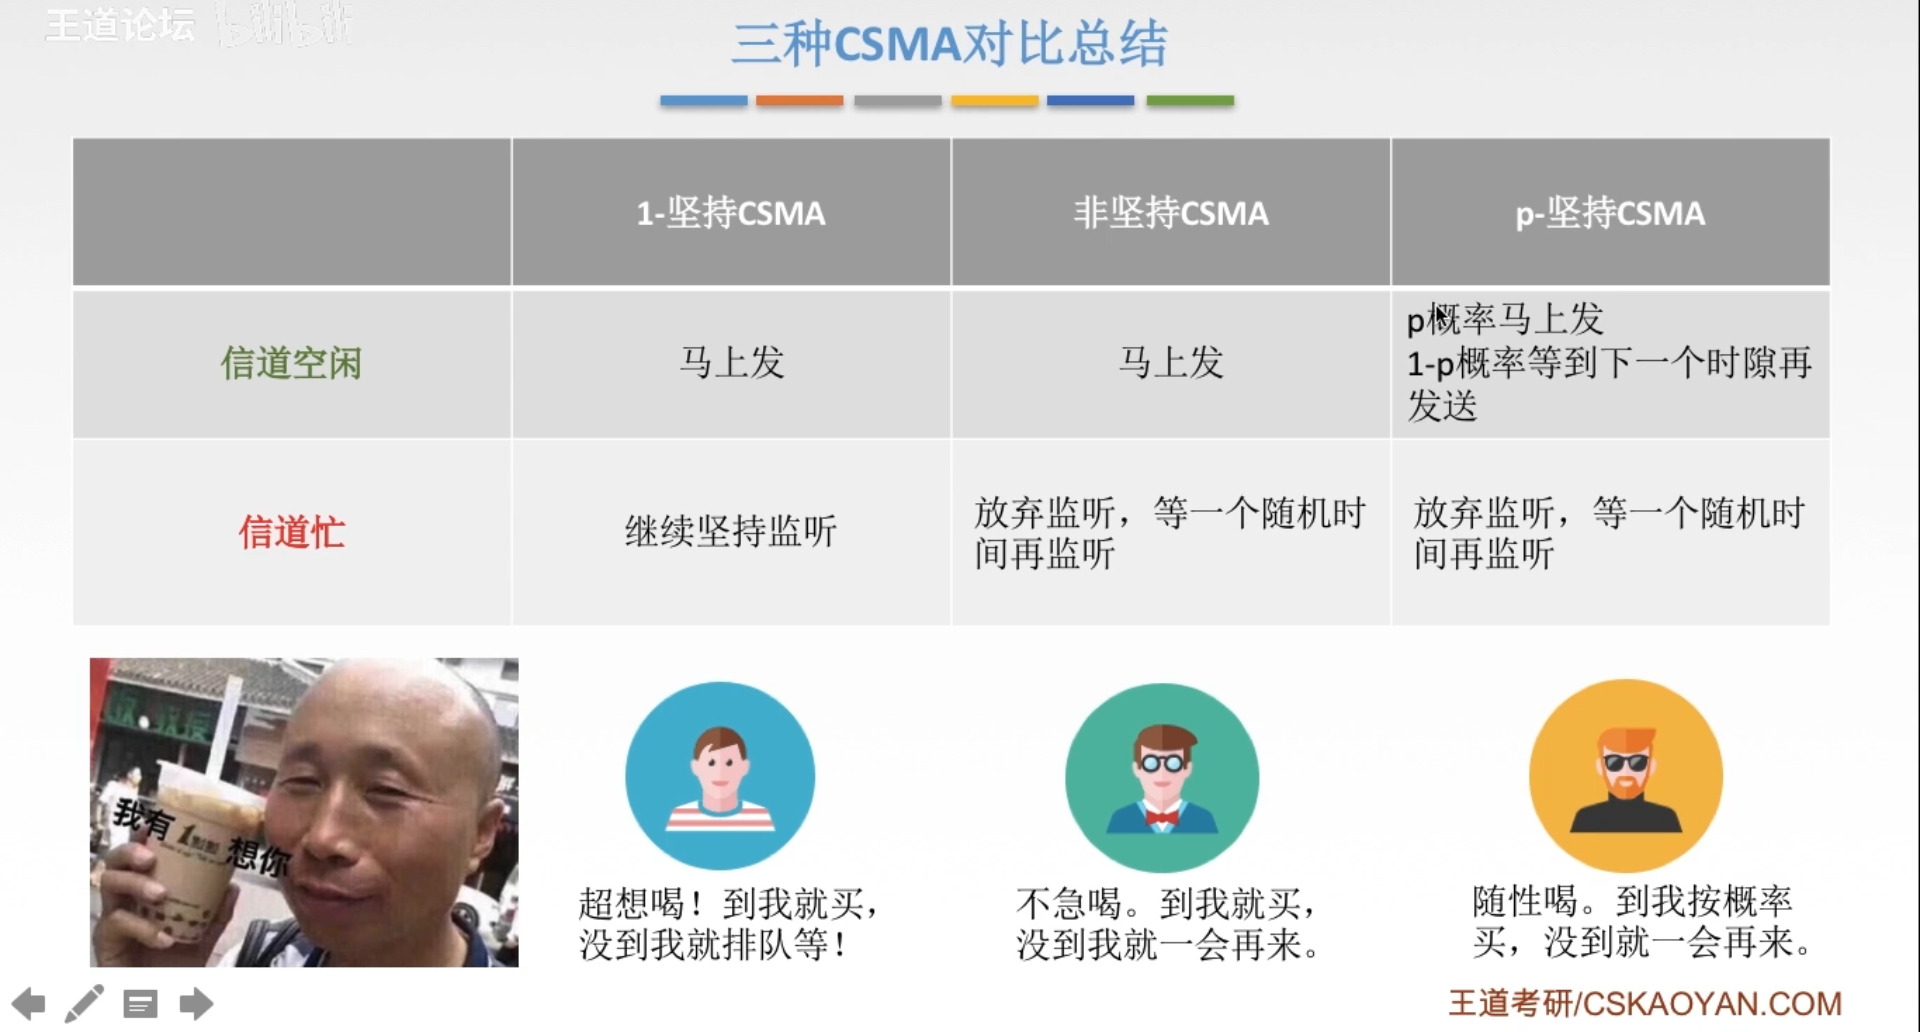 王道论坛 bilibili
三种CSMA对比总结
1-坚持CSMA
非坚持CSMA
p-坚持CSMA
信道空闲
马上发
马上发
p概率马上发
1-p概率等到下一个时隙再
发送
信道忙
继续坚持监听
放弃监听，等一个随机时
间再监听
放弃监听，等一个随机时
间再监听
我有
1點點
想你
超想喝！到我就买，
没到我就排队等！
不急喝。到我就买，
没到我就一会再来。
随性喝。到我按概率
买，没到就一会再来。
王道考研/CSKAOYAN.COM